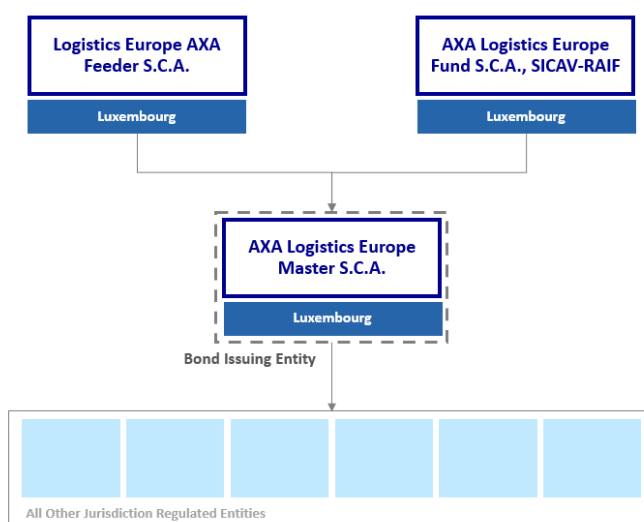 Logistics Europe AXA
Feeder S.C.A.
Luxembourg
AXA Logistics Europe
Fund S.C.A., SICAV-RAIF
Luxembourg
AXA Logistics Europe
Master S.C.A.
Luxembourg
Bond Issuing Entity
All Other Jurisdiction Regulated Entities